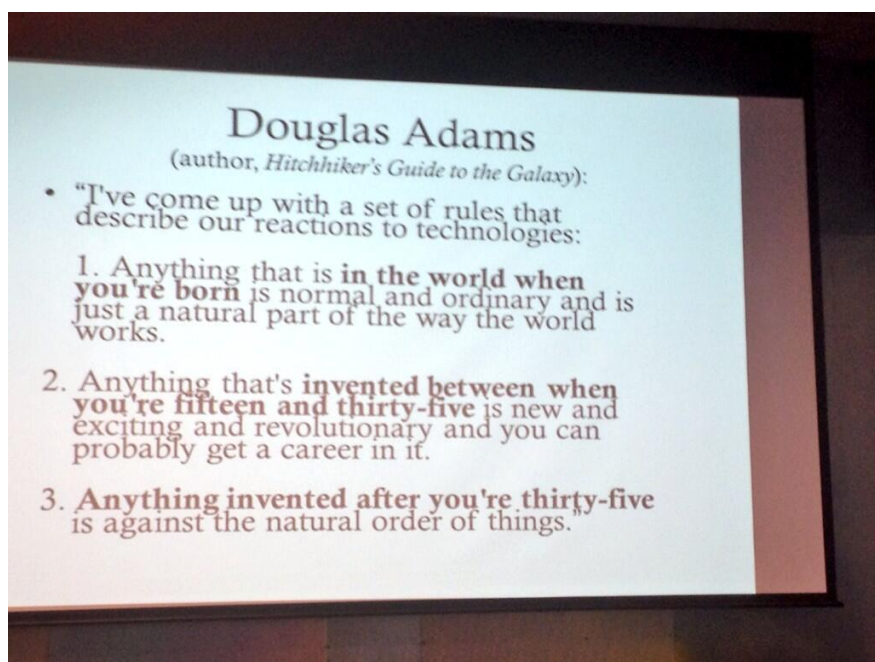 Douglas Adams
(author, Hitchhiker's Guide to the Galaxy):
• “I've come up with a set of rules that
describe our reactions to technologies:
1. Anything that is in the world when
you're born is normal and ordinary and is
just a natural part of the way the world
works.
2. Anything that's invented between when
you're fifteen and thirty-five is new and
exciting and revolutionary and you can
probably get a career in it.
3. Anything invented after you're thirty-five
is against the natural order of things.”